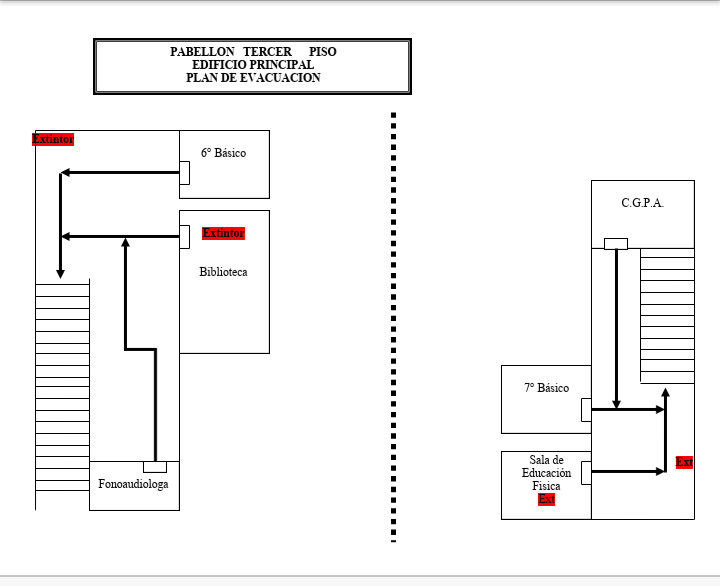 PABELLON TERCER PISO
EDIFICIO PRINCIPAL
PLAN DE EVACUACION
Extintor
6° Básico
Extintor
Biblioteca
Fonoaudiologa
C.G.P.A.
7° Básico
Sala de
Educación
Fisica
Ext
Ext